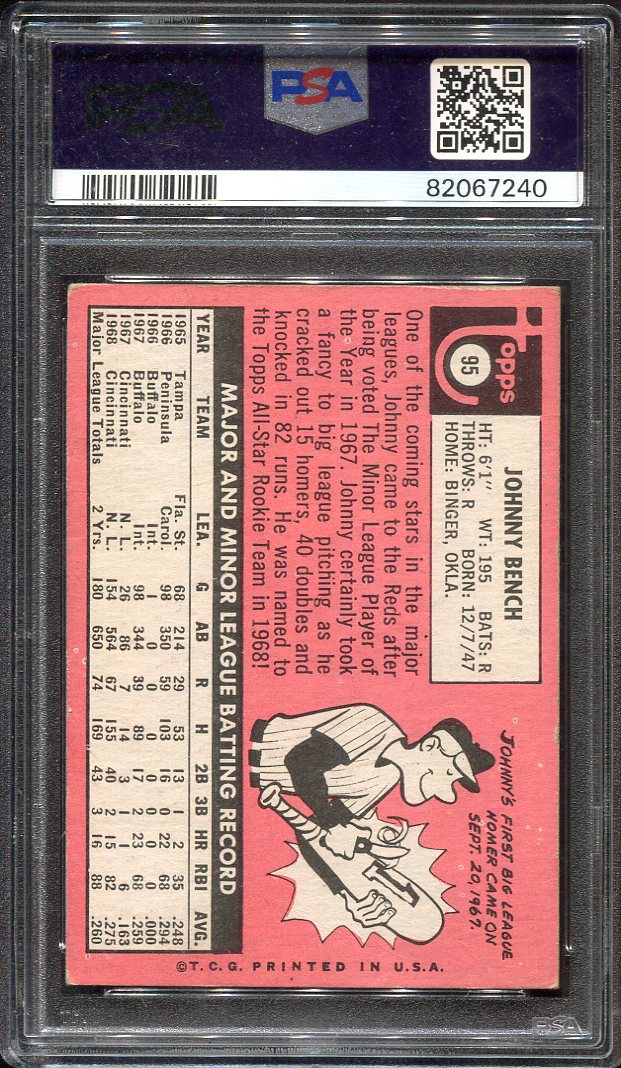 PSA
PSA
82067240
Topps
95
JOHNNY BENCH
HT: 6'1" WT: 195 BATS: R
THROWS: R BORN: 12/7/47
HOME: BINGER, OKLA.
One of the coming stars in the major
leagues, Johnny came to the Reds after
being voted The Minor League Player of
the Year in 1967. Johnny certainly took
a fancy to big league pitching as he
cracked out 15 homers, 40 doubles and
knocked in 82 runs. He was named to
the Topps All-Star Rookie Team in 1968!
JOHNNY'S FIRST BIG LEAGUE
HOMER CAME ON
SEPT. 20, 1967.
MAJOR AND MINOR LEAGUE BATTING RECORD
YEAR TEAM LEA. G AB R H 2B 3B HR RBI AVG.
1965 Tampa Fla. St. 68 214 29 53 13 1 2 35 .248
1966 Peninsula Carol. 98 350 59 103 16 0 22 68 .294
1966 Buffalo Int. 1 0 0 0 0 0 0 0 .000
1967 Buffalo Int. 98 344 39 89 17 2 23 68 .259
1967 Cincinnati N. L. 26 86 7 14 3 1 1 6 .163
1968 Cincinnati N. L. 154 564 67 155 40 2 15 82 .275
Major League Totals 2 Yrs. 180 650 74 169 43 3 16 88 .260
©T.C.G. PRINTED IN U.S.A.
PSA